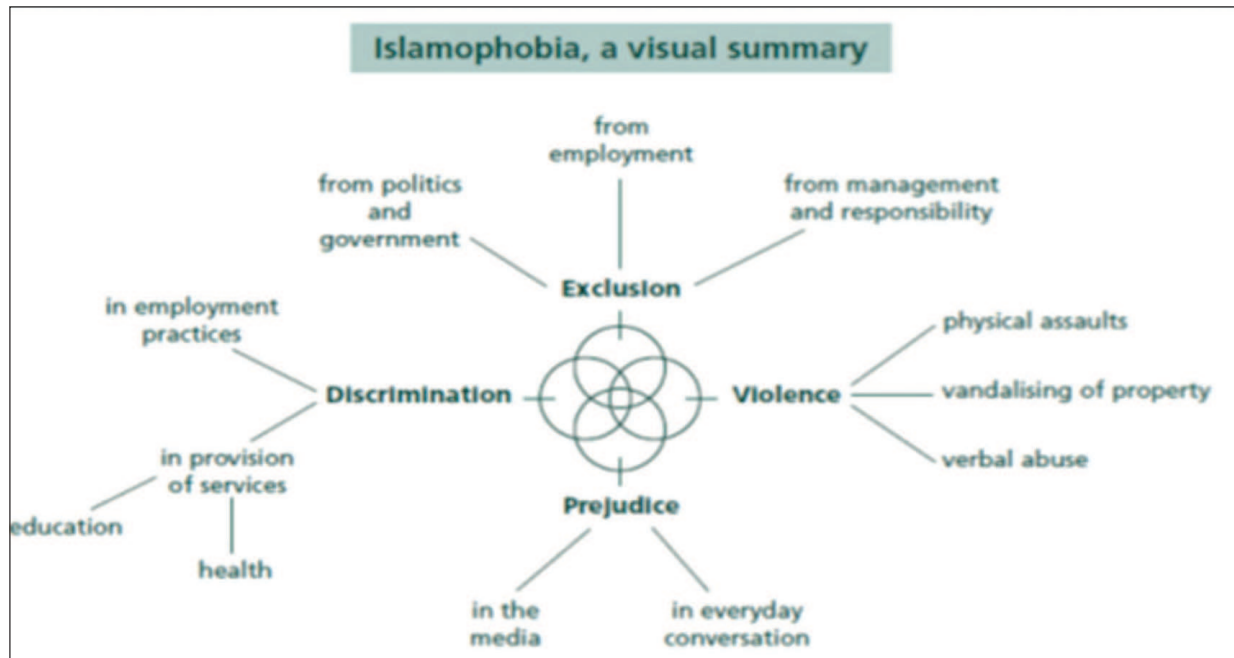 Islamophobia, a visual summary
from
employment
from politics
and
government
from management
and responsibility
Exclusion
in employment
practices
physical assaults
Discrimination
Violence
vandalising of property
in provision
of services
verbal abuse
education
health
Prejudice
in the
media
in everyday
conversation